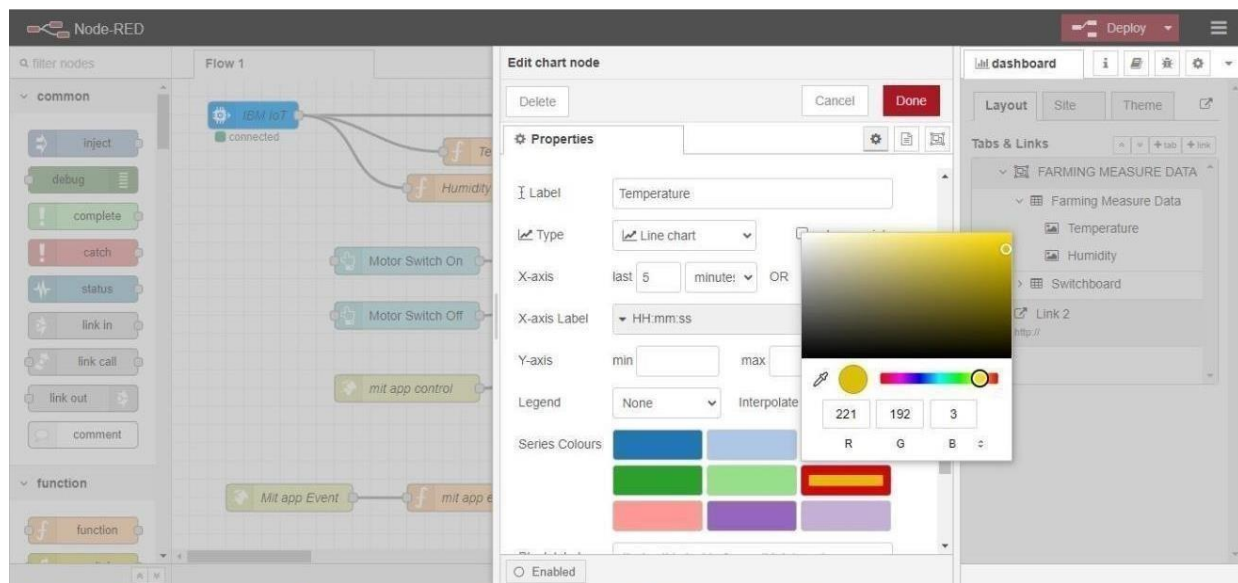 Node-RED
Deploy
filter nodes
Flow 1
Edit chart node
dashboard
i
common
IBM IoT
connected
Delete
Cancel
Done
Layout
Site
Theme
inject
Properties
Tabs & Links
tab
link
debug
Humidity
FARMING MEASURE DATA
complete
Label
Temperature
Farming Measure Data
catch
Type
Line chart
Temperature
Motor Switch On
Humidity
status
X-axis
last
5
OR
Switchboard
link in
Motor Switch Off
X-axis Label
HH:mm:ss
Link 2
http://
link call
Y-axis
min
max
mit app control
link out
Legend
None
Interpolate
221
192
3
comment
Series Colours
R
G
B
function
Mit app Event
mit app e
function
Enabled